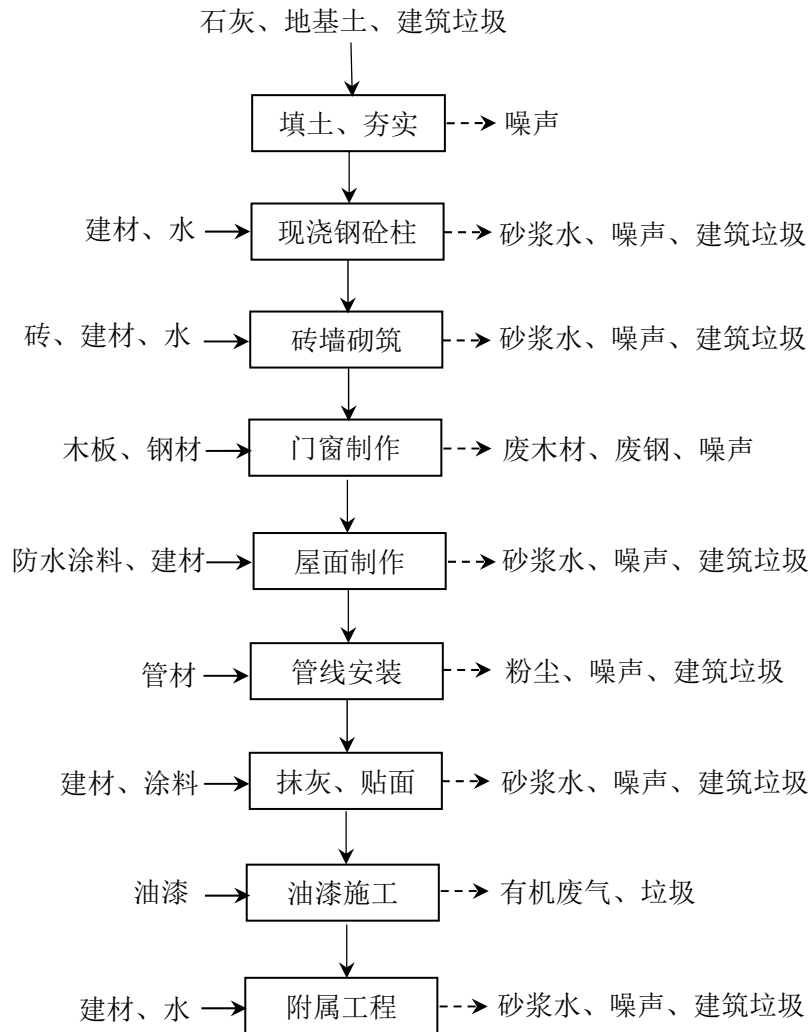 石灰、地基土、建筑垃圾
填土、夯实 噪声
建材、水 现浇钢砼柱 砂浆水、噪声、建筑垃圾
砖、建材、水 砖墙砌筑 砂浆水、噪声、建筑垃圾
木板、钢材 门窗制作 废木材、废钢、噪声
防水涂料、建材 屋面制作 砂浆水、噪声、建筑垃圾
管材 管线安装 粉尘、噪声、建筑垃圾
建材、涂料 抹灰、贴面 砂浆水、噪声、建筑垃圾
油漆 油漆施工 有机废气、垃圾
建材、水 附属工程 砂浆水、噪声、建筑垃圾